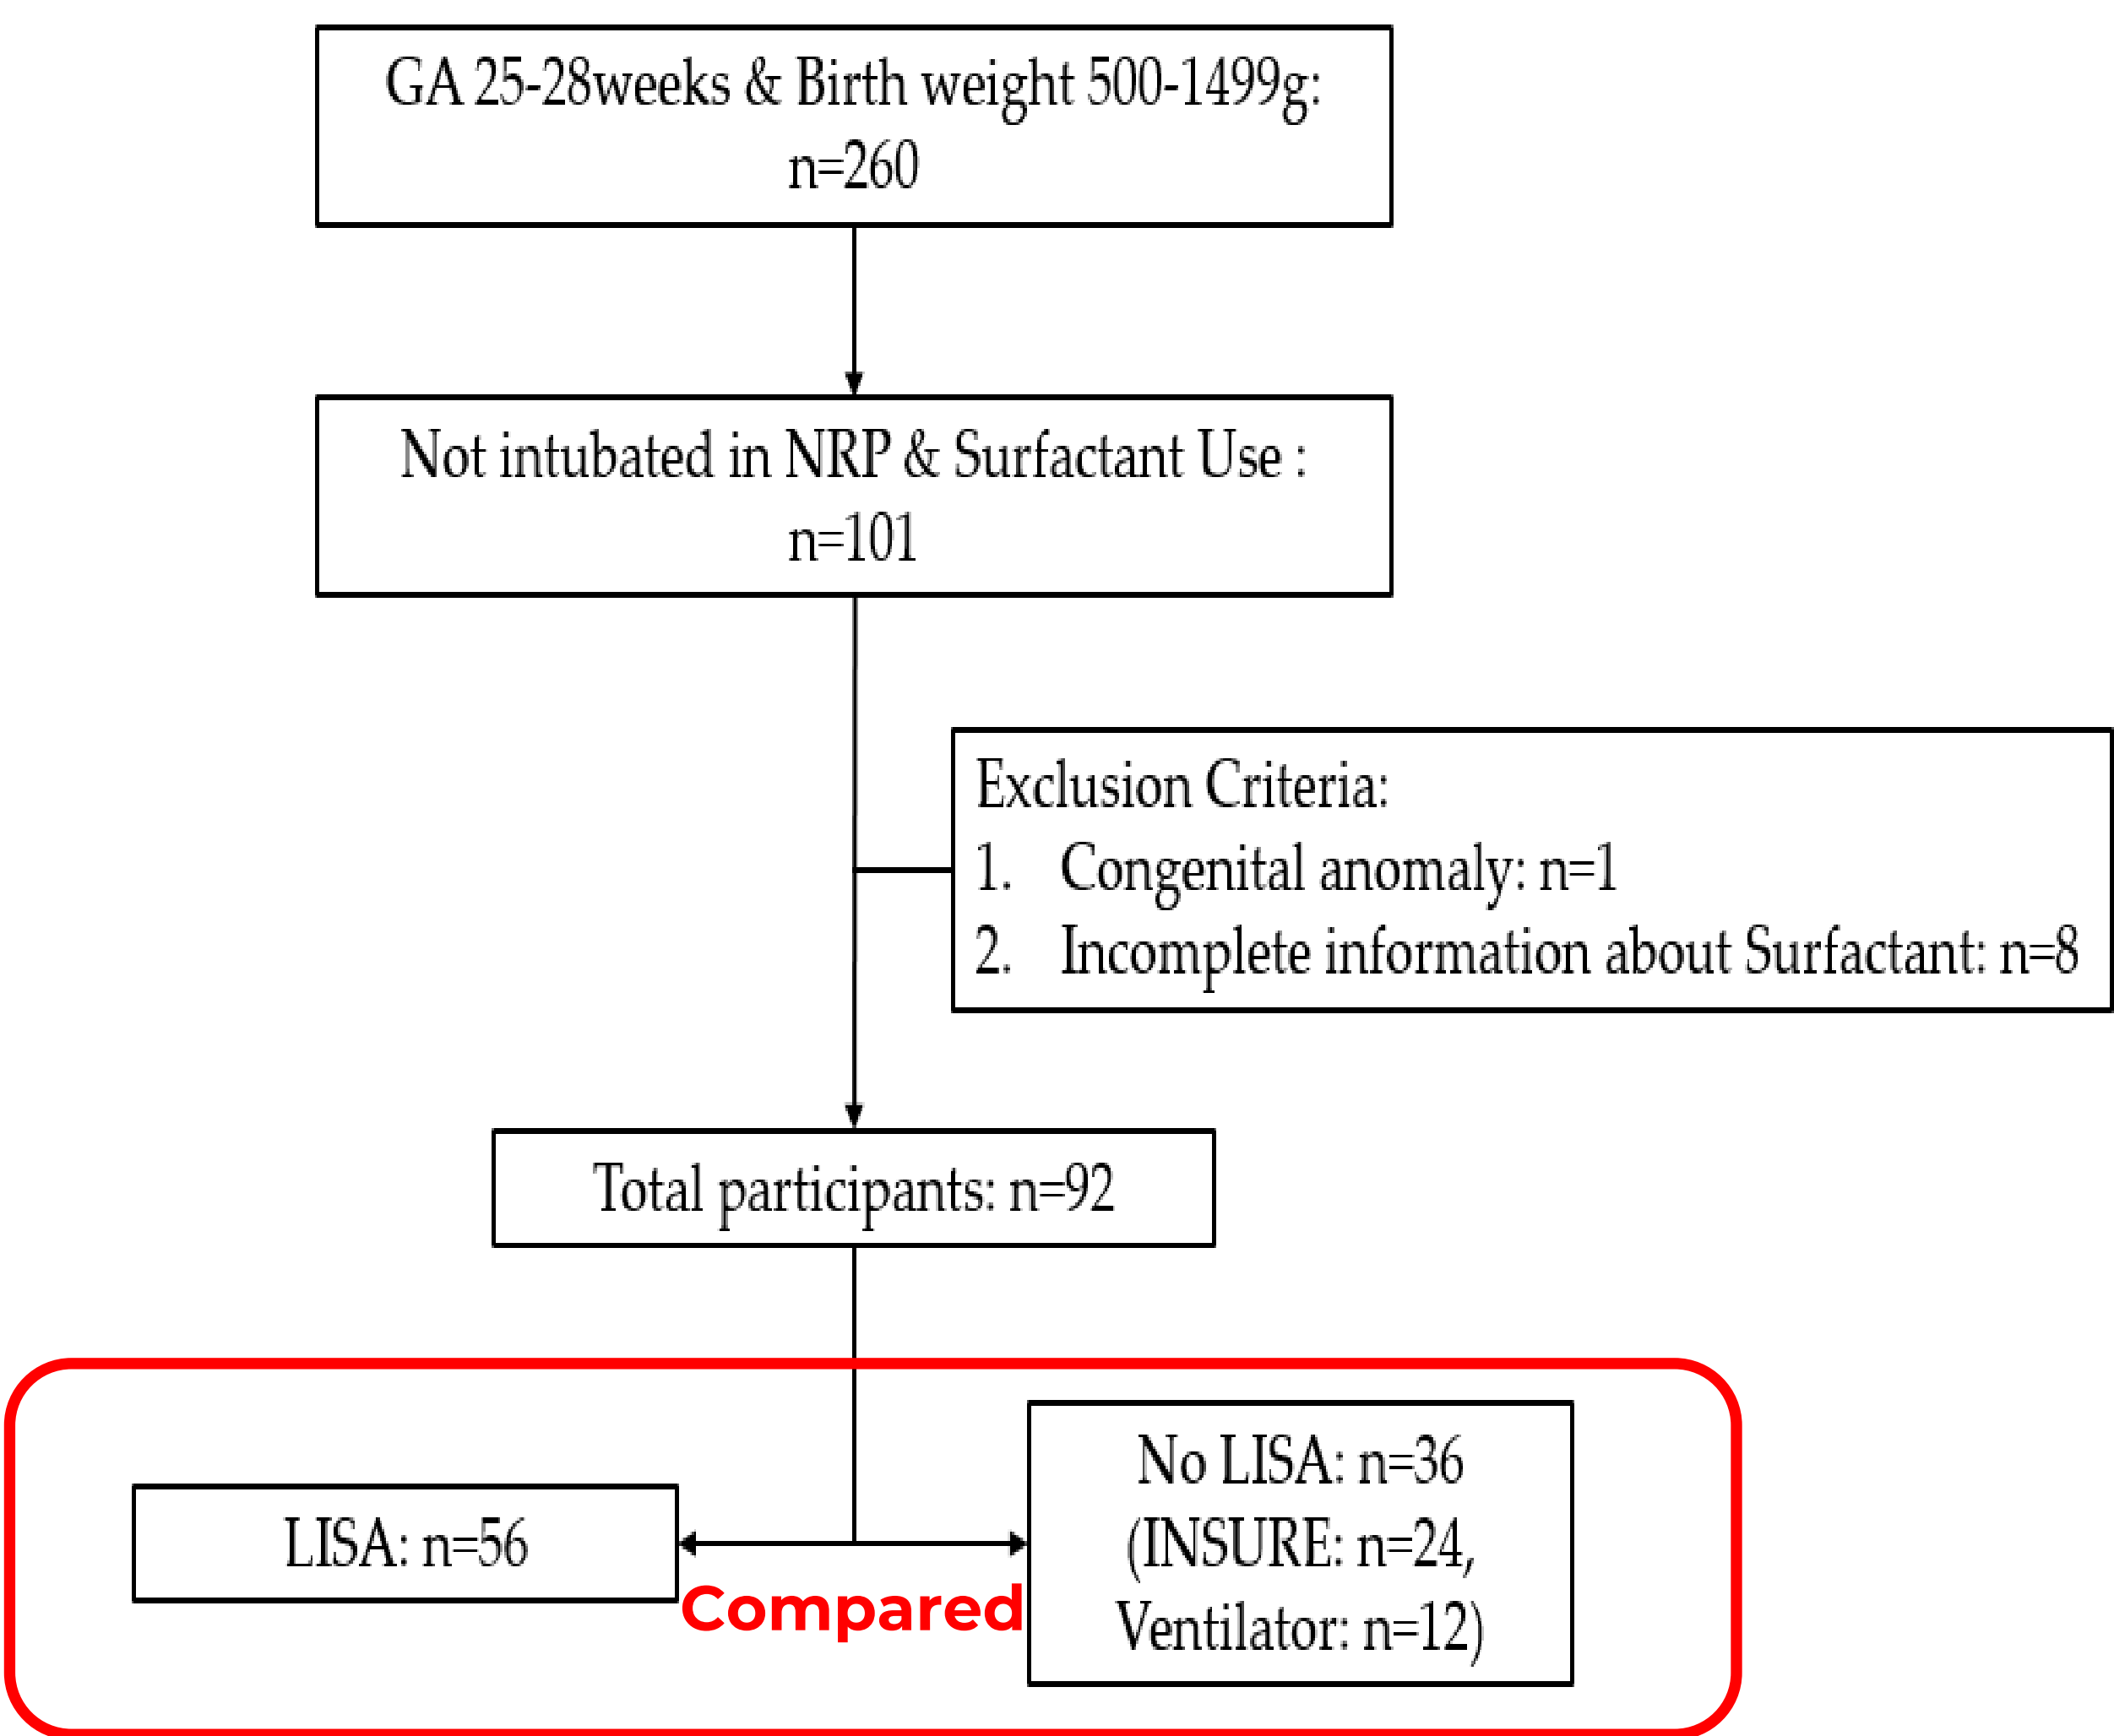 GA 25-28weeks & Birth weight 500-1499g:
n=260
Not intubated in NRP & Surfactant Use :
n=101
Exclusion Criteria:
1. Congenital anomaly: n=1
2. Incomplete information about Surfactant: n=8
Total participants: n=92
LISA: n=56
Compared
No LISA: n=36
(INSURE: n=24,
Ventilator: n=12)